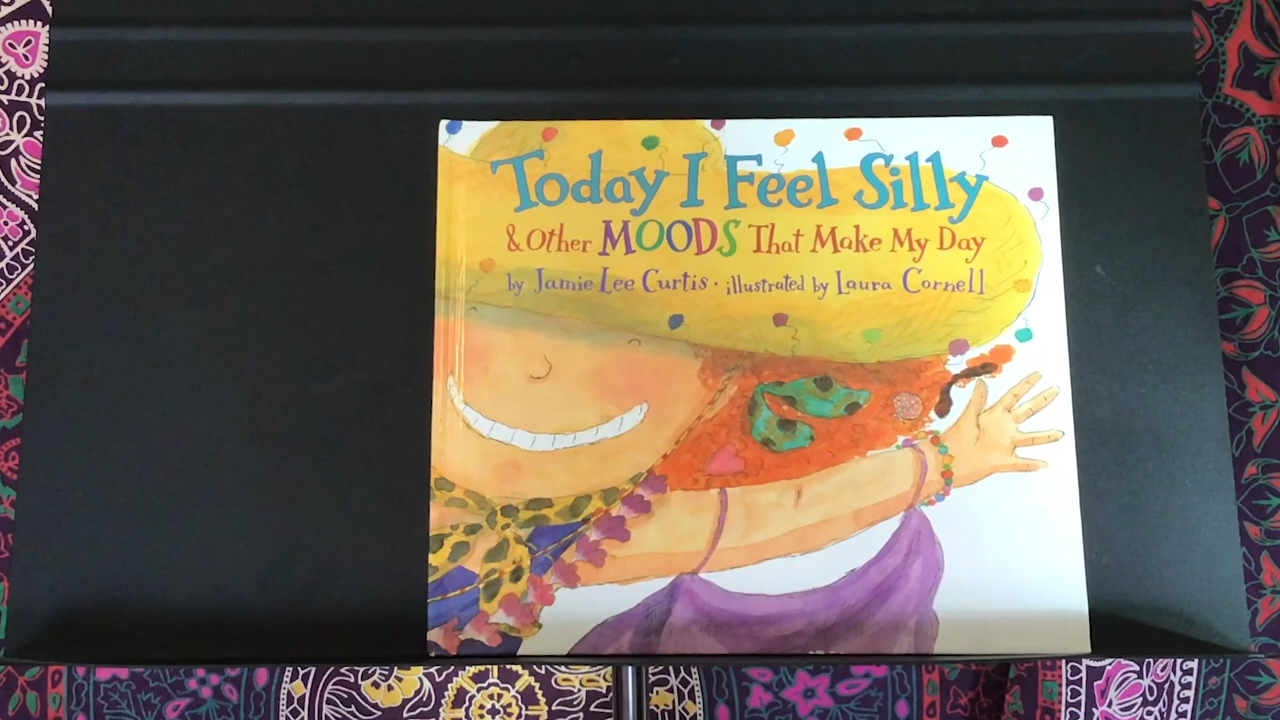 Today I Feel Silly
& Other MOODS That Make My Day
by Jamie Lee Curtis · illustrated by Laura Cornell